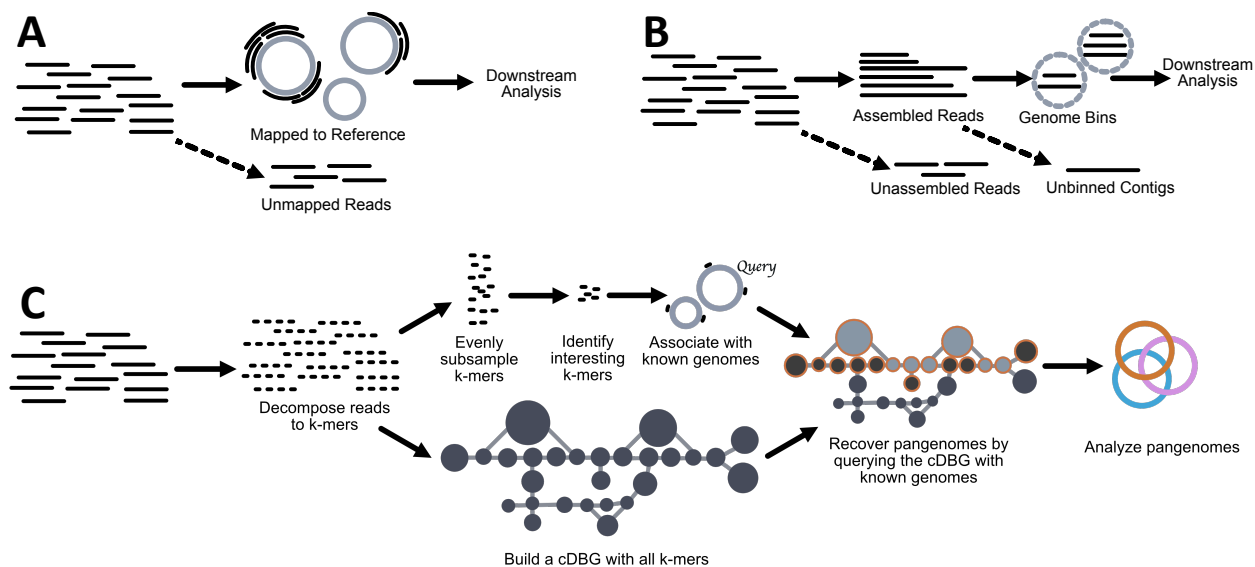 A
Mapped to Reference
Unmapped Reads
Downstream
Analysis
B
Assembled Reads
Unassembled Reads
Genome Bins
Unbinned Contigs
Downstream
Analysis
C
Decompose reads
to k-mers
Evenly
subsample
k-mers
Identify
interesting
k-mers
Query
Associate with
known genomes
Build a cDBG with all k-mers
Recover pangenomes by
querying the cDBG with
known genomes
Analyze pangenomes